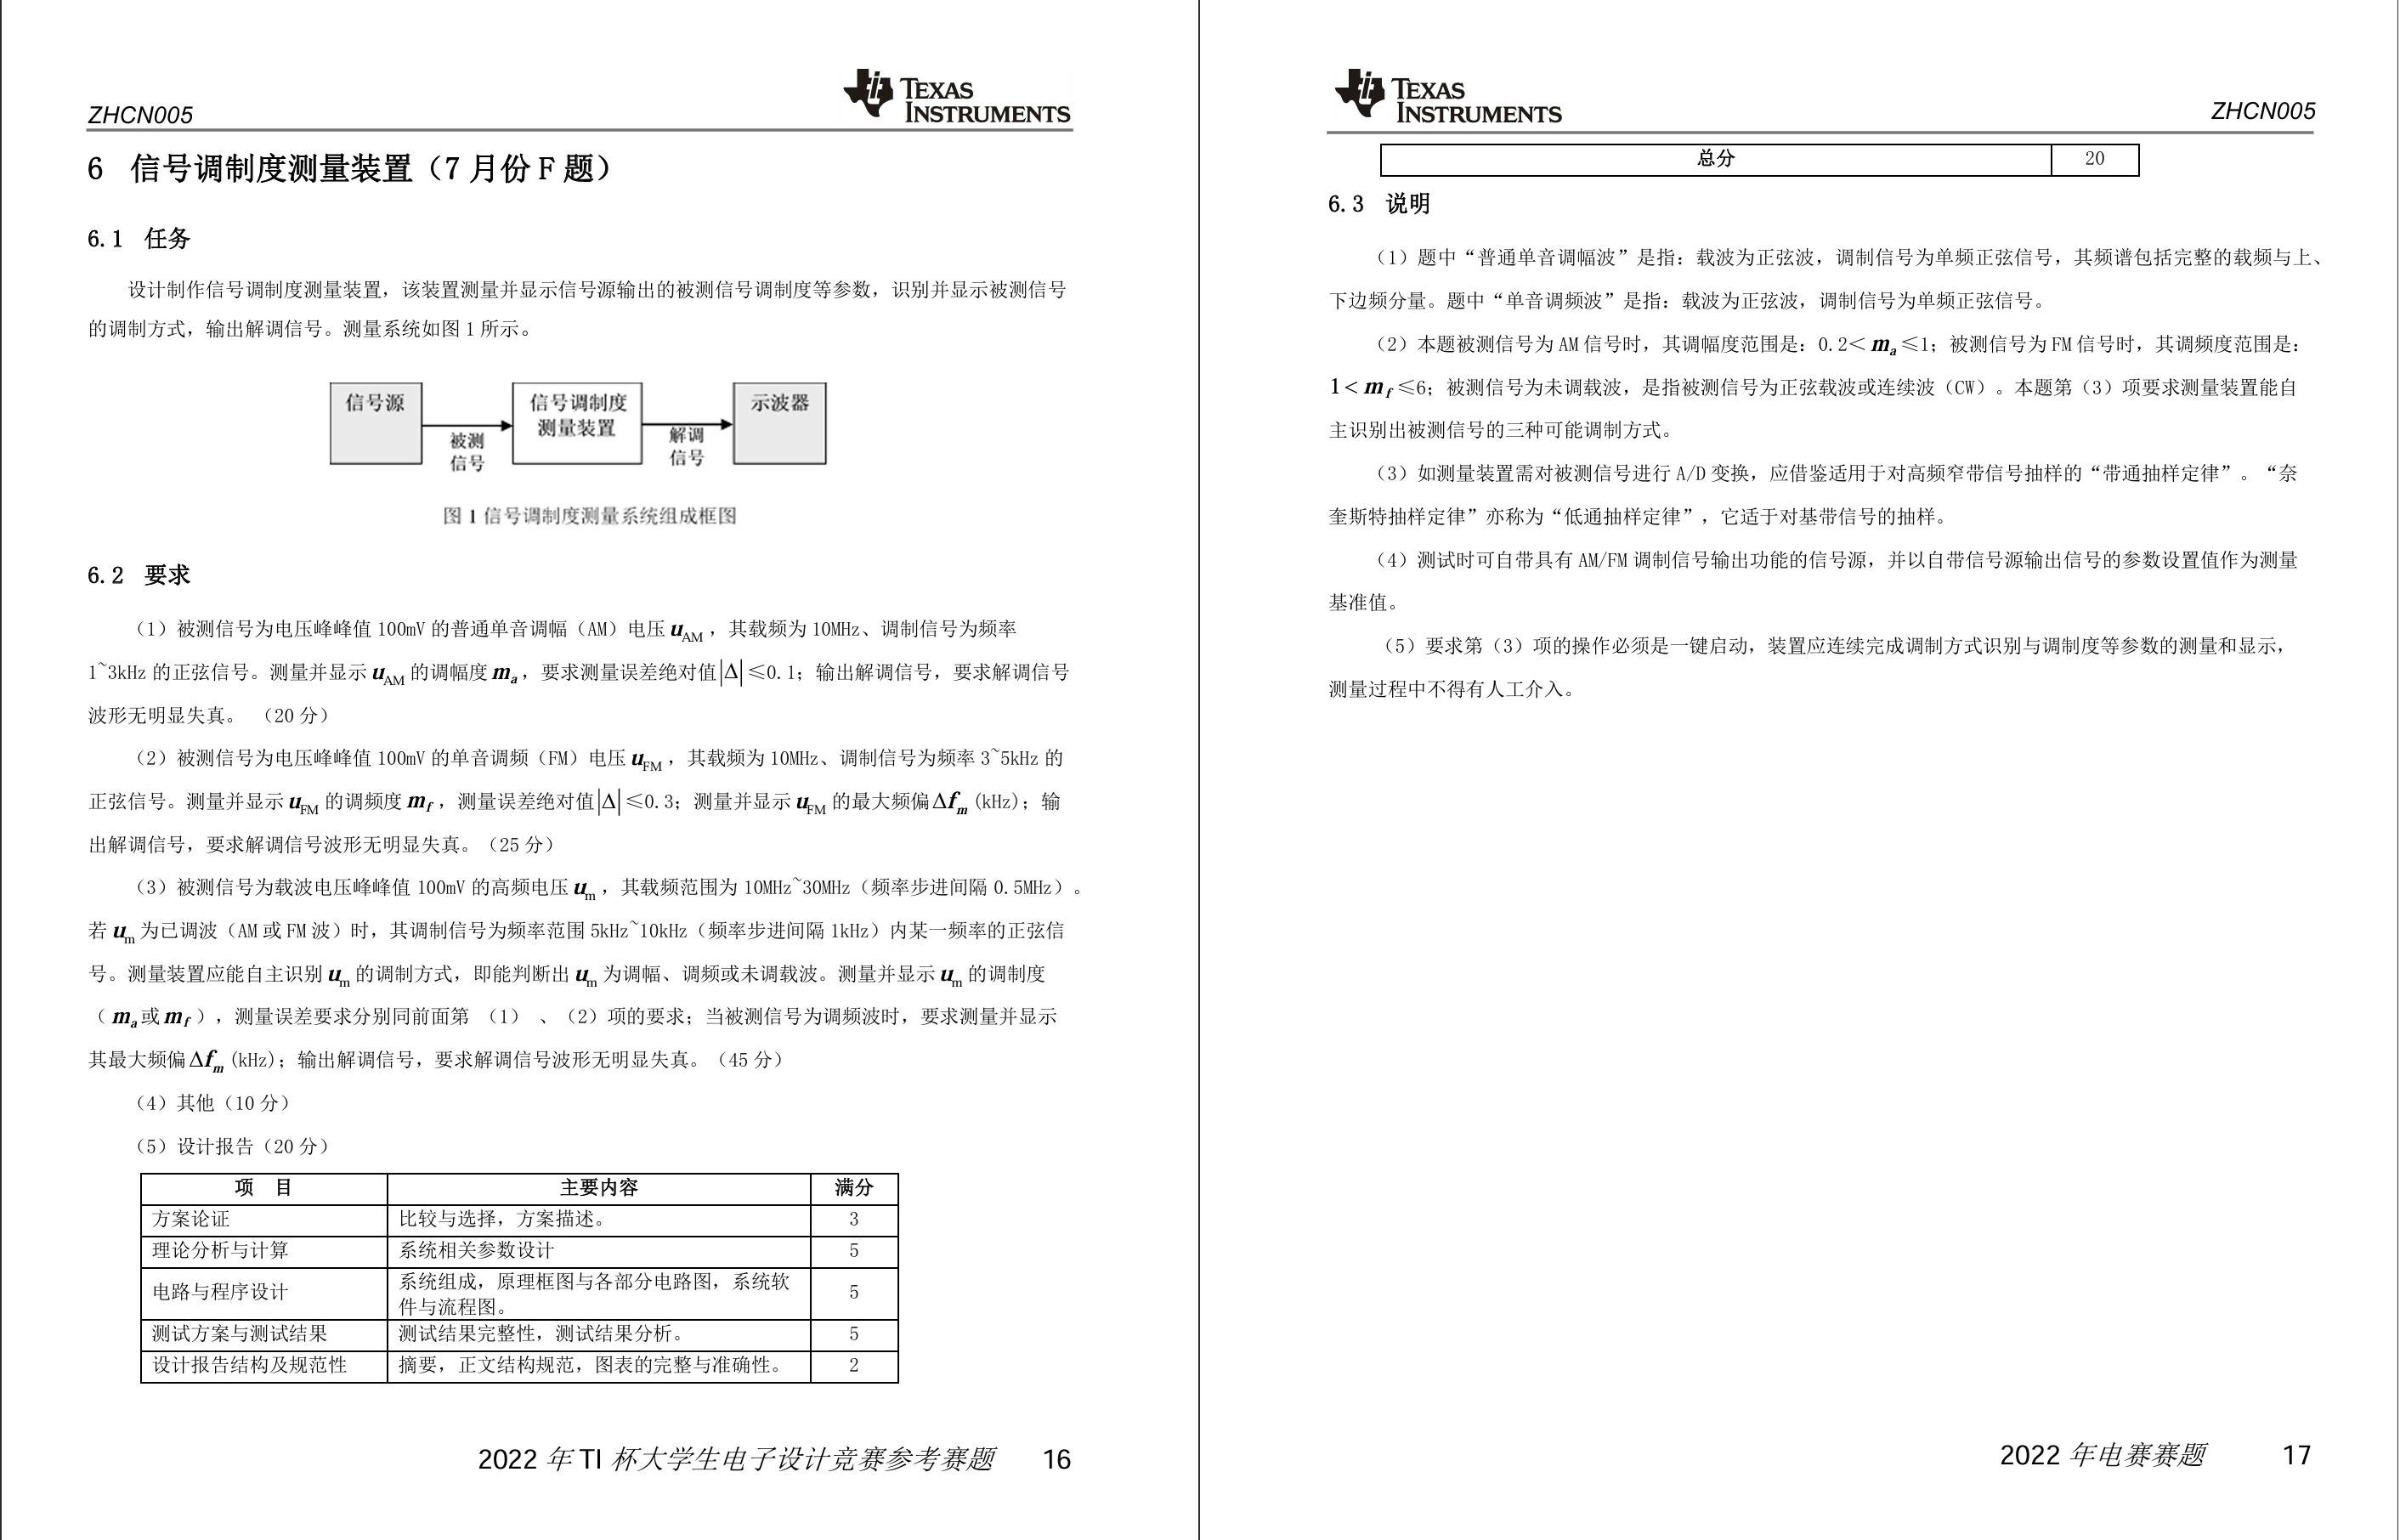 ZHCN005
TEXAS
INSTRUMENTS
6 信号调制度测量装置（7 月份 F 题）
6.1 任务
设计制作信号调制度测量装置，该装置测量并显示信号源输出的被测信号调制度等参数，识别并显示被测信号
的调制方式，输出解调信号。测量系统如图 1 所示。
信号源
被测
信号
信号调制度
测量装置
解调
信号
示波器
图 1 信号调制度测量系统组成框图
6.2 要求
（1）被测信号为电压峰峰值 100mV 的普通单音调幅（AM）电压 u_AM ，其载频为 10MHz、调制信号为频率
1~3kHz 的正弦信号。测量并显示 u_AM 的调幅度 m_a，要求测量误差绝对值|Δ|≤0.1；输出解调信号，要求解调信号
波形无明显失真。 （20 分）
（2）被测信号为电压峰峰值 100mV 的单音调频（FM）电压 u_FM ，其载频为 10MHz、调制信号为频率 3~5kHz 的
正弦信号。测量并显示 u_FM 的调频度 m_f ，测量误差绝对值|Δ|≤0.3；测量并显示 u_FM 的最大频偏 Δf_m (kHz)；输
出解调信号，要求解调信号波形无明显失真。（25 分）
（3）被测信号为载波电压峰峰值 100mV 的高频电压 u_m ，其载频范围为 10MHz~30MHz（频率步进间隔 0.5MHz）。
若 u_m 为已调波（AM 或 FM 波）时，其调制信号为频率范围 5kHz~10kHz（频率步进间隔 1kHz）内某一频率的正弦信
号。测量装置应能自主识别 u_m 的调制方式，即能判断出 u_m 为调幅、调频或未调载波。测量并显示 u_m 的调制度
（ m_a 或 m_f ），测量误差要求分别同前面第 （1） 、（2）项的要求；当被测信号为调频波时，要求测量并显示
其最大频偏 Δf_m (kHz)；输出解调信号，要求解调信号波形无明显失真。（45 分）
（4）其他（10 分）
（5）设计报告（20 分）
项 目 主要内容 满分
方案论证 比较与选择，方案描述。 3
理论分析与计算 系统相关参数设计 5
电路与程序设计 系统组成，原理框图与各部分电路图，系统软
件与流程图。 5
测试方案与测试结果 测试结果完整性，测试结果分析。 5
设计报告结构及规范性 摘要，正文结构规范，图表的完整与准确性。 2
2022 年 TI 杯大学生电子设计竞赛参考赛题 16
TEXAS
INSTRUMENTS
ZHCN005
总分 20
6.3 说明
（1）题中“普通单音调幅波”是指：载波为正弦波，调制信号为单频正弦信号，其频谱包括完整的载频与上、
下边频分量。题中“单音调频波”是指：载波为正弦波，调制信号为单频正弦信号。
（2）本题被测信号为 AM 信号时，其调幅度范围是：0.2＜ m_a ≤1；被测信号为 FM 信号时，其调频度范围是：
1 < m_f ≤6；被测信号为未调载波，是指被测信号为正弦载波或连续波（CW）。本题第（3）项要求测量装置能自
主识别出被测信号的三种可能调制方式。
（3）如测量装置需对被测信号进行 A/D 变换，应借鉴适用于对高频窄带信号抽样的“带通抽样定律”。“奈
奎斯特抽样定律”亦称为“低通抽样定律”，它适于对基带信号的抽样。
（4）测试时可自带具有 AM/FM 调制信号输出功能的信号源，并以自带信号源输出信号的参数设置值作为测量
基准值。
（5）要求第（3）项的操作必须是一键启动，装置应连续完成调制方式识别与调制度等参数的测量和显示，
测量过程中不得有人工介入。
2022 年电赛赛题 17